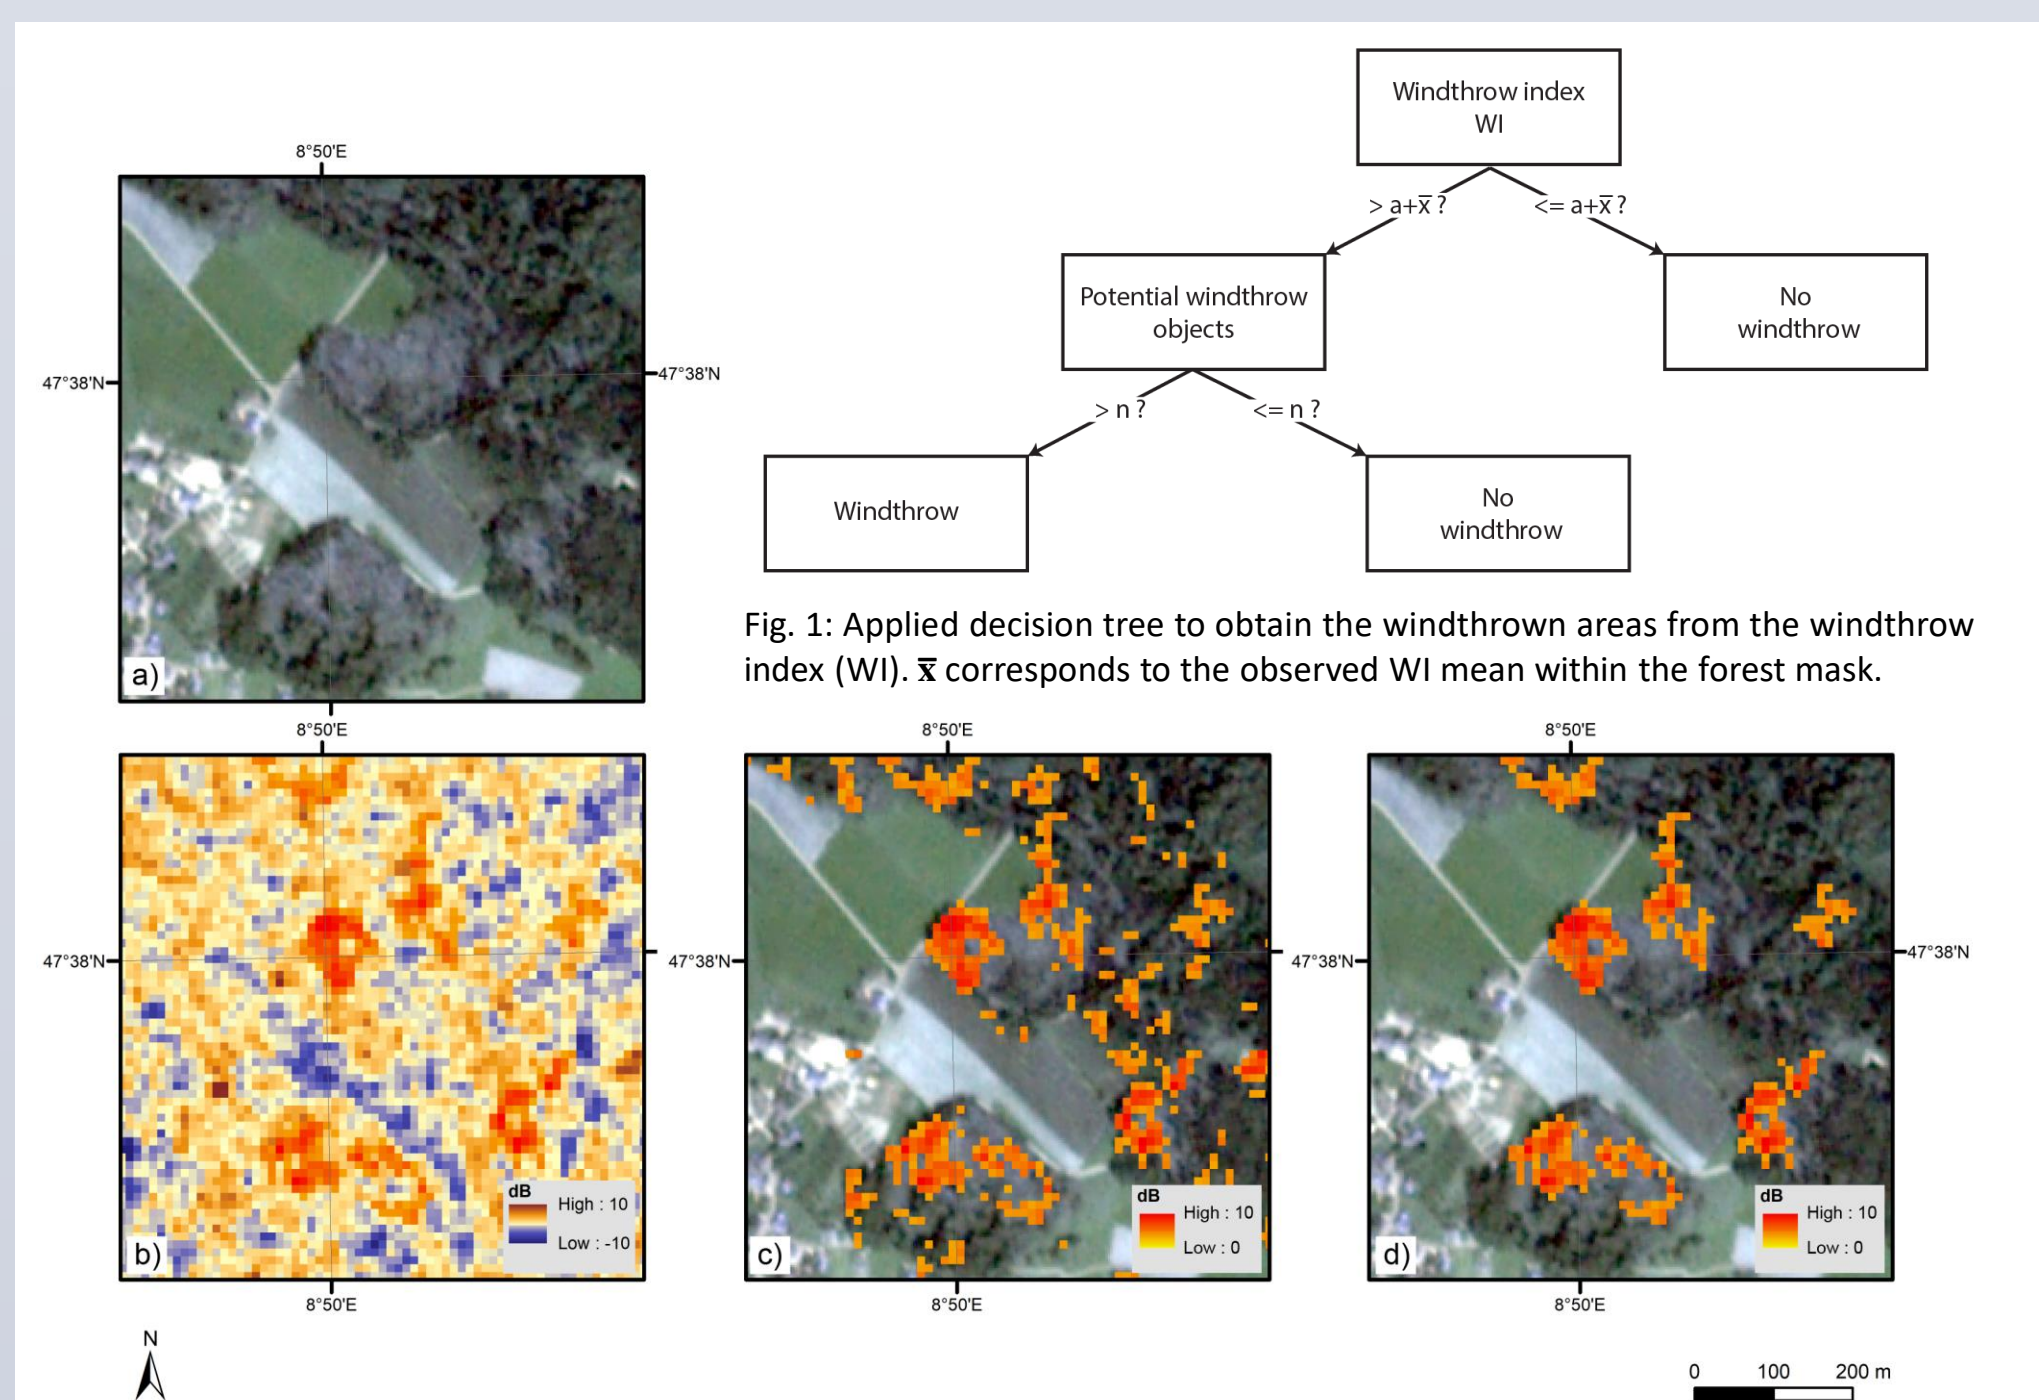 Windthrow index
WI
> a+x̅ ?
<= a+x̅ ?
Potential windthrow
objects
No
windthrow
> n ?
<= n ?
Windthrow
No
windthrow
Fig. 1: Applied decision tree to obtain the windthrown areas from the windthrow
index (WI). x̅ corresponds to the observed WI mean within the forest mask.
8°50'E
47°38'N
47°38'N
a)
8°50'E
8°50'E
8°50'E
47°38'N
47°38'N
47°38'N
47°38'N
dB
High : 10
Low : -10
b)
dB
High : 10
Low : 0
c)
dB
High : 10
Low : 0
d)
8°50'E
8°50'E
8°50'E
N
0 100 200 m